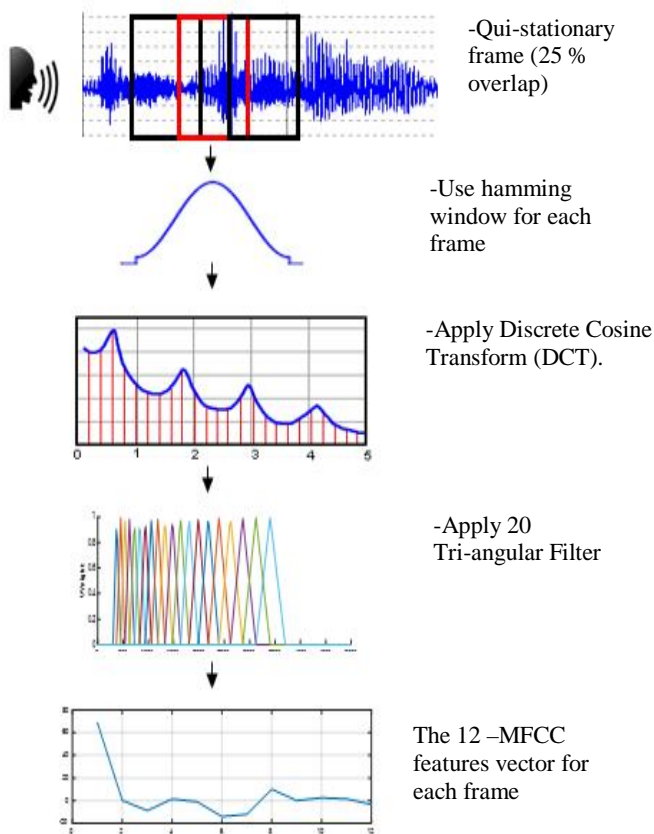 -Qui-stationary
frame (25 %
overlap)
-Use hamming
window for each
frame
-Apply Discrete Cosine
Transform (DCT).
0 1 2 3 4 5
-Apply 20
Tri-angular Filter
Weight
The 12 –MFCC
features vector for
each frame